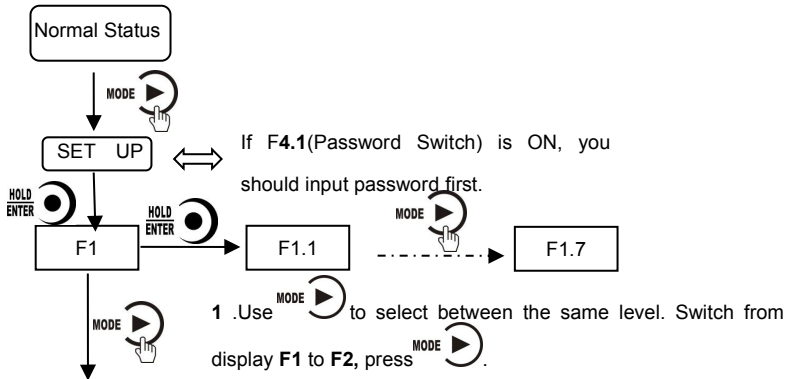 Normal Status
MODE
SET UP
If F4.1(Password Switch) is ON, you
should input password first.
HOLD
ENTER
HOLD
ENTER
MODE
F1
F1.1
F1.7
MODE
1 .Use MODE to select between the same level. Switch from
display F1 to F2, press MODE .